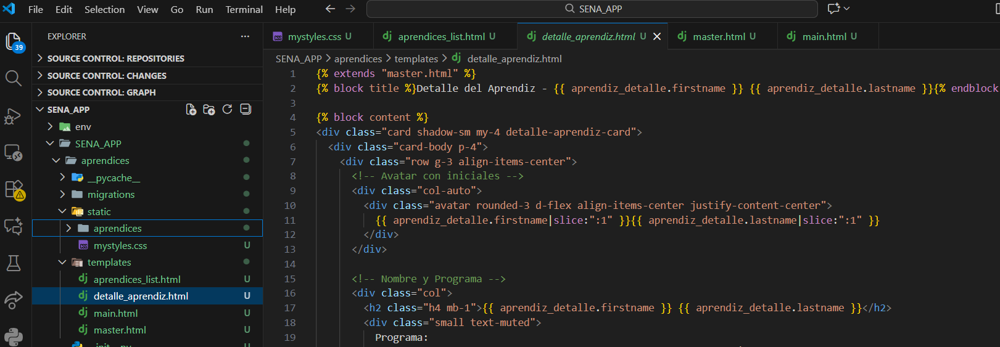 File Edit Selection View Go Run Terminal Help SENA_APP
EXPLORER
39
SOURCE CONTROL: REPOSITORIES
SOURCE CONTROL: CHANGES
SOURCE CONTROL: GRAPH
SENA_APP
env
SENA_APP
aprendices
__pycache__
migrations
static
aprendices
mystyles.css U
templates
aprendices_list.html U
detalle_aprendiz.html U
main.html U
master.html U
__init__.py U
mystyles.css U dj aprendices_list.html U dj detalle_aprendiz.html U dj master.html U dj main.html U
SENA_APP > aprendices > templates > dj detalle_aprendiz.html
1 {% extends "master.html" %}
2 {% block title %}Detalle del Aprendiz - {{ aprendiz_detalle.firstname }} {{ aprendiz_detalle.lastname }}{% endblock
3
4 {% block content %}
5 <div class="card shadow-sm my-4 detalle-aprendiz-card">
6 <div class="card-body p-4">
7 <div class="row g-3 align-items-center">
8 <!-- Avatar con iniciales -->
9 <div class="col-auto">
10 <div class="avatar rounded-3 d-flex align-items-center justify-content-center">
11 {{ aprendiz_detalle.firstname|slice:":1" }}{{ aprendiz_detalle.lastname|slice:":1" }}
12 </div>
13 </div>
14
15 <!-- Nombre y Programa -->
16 <div class="col">
17 <h2 class="h4 mb-1">{{ aprendiz_detalle.firstname }} {{ aprendiz_detalle.lastname }}</h2>
18 <div class="small text-muted">
19 Programa: